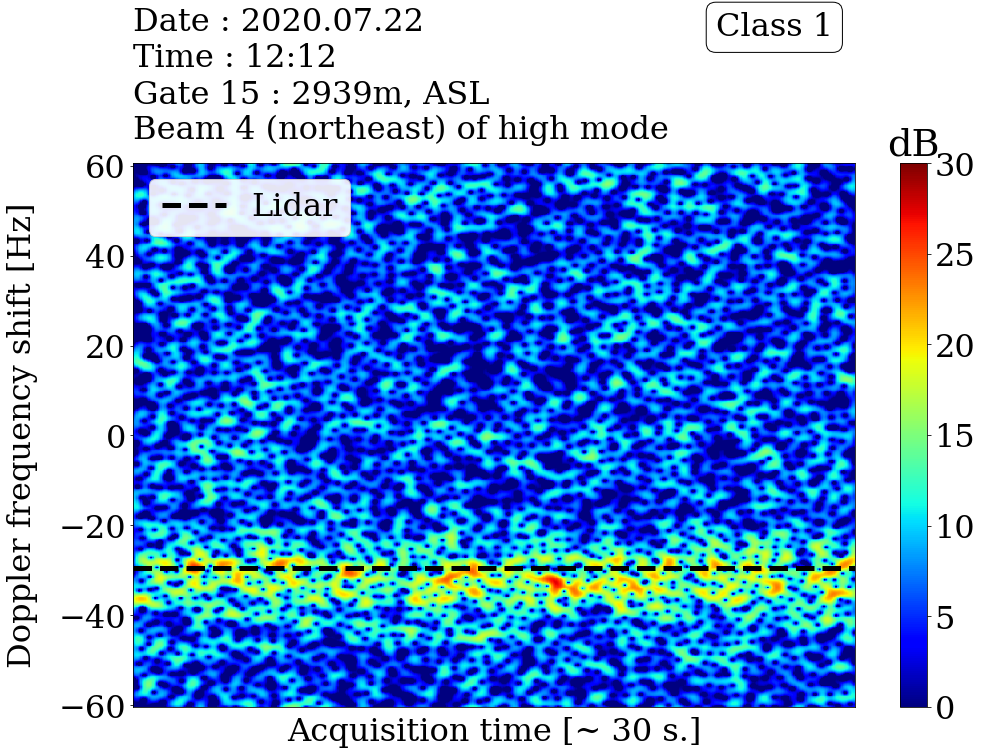 Date : 2020.07.22
Time : 12:12
Gate 15 : 2939m, ASL
Beam 4 (northeast) of high mode
Class 1
dB
Lidar
Doppler frequency shift [Hz]
60
40
20
0
−20
−40
−60
Acquisition time [~ 30 s.]
30
25
20
15
10
5
0